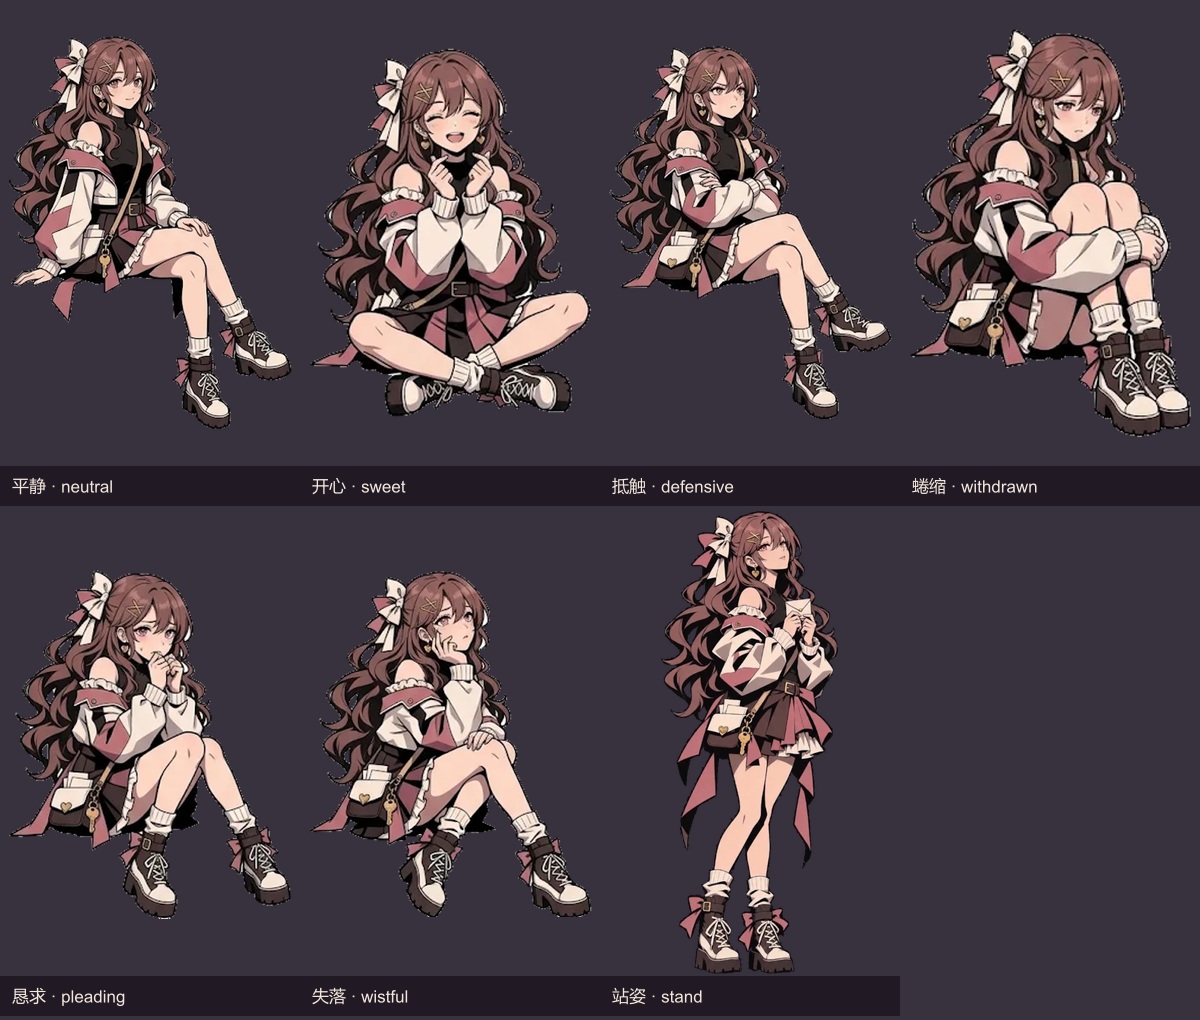 平静 · neutral
开心 · sweet
抵触 · defensive
蜷缩 · withdrawn
恳求 · pleading
失落 · wistful
站姿 · stand